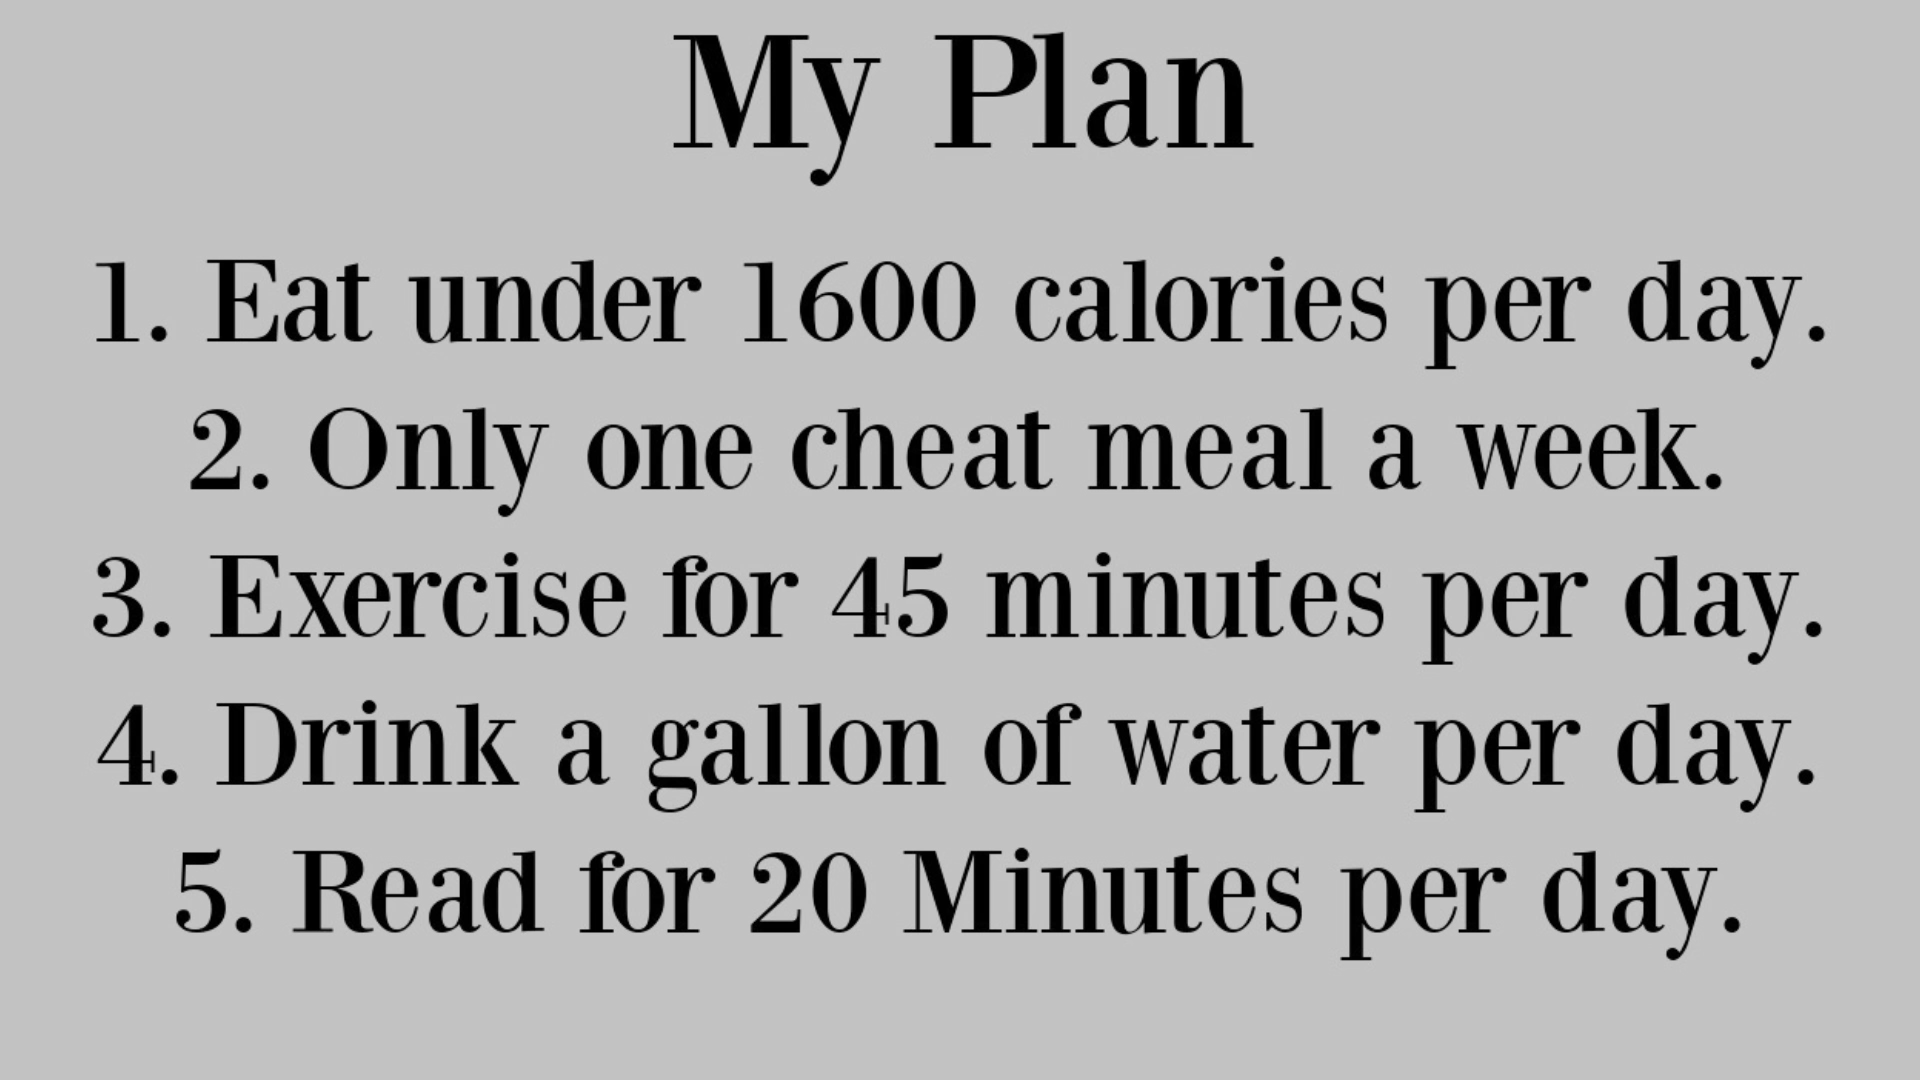 My Plan
1. Eat under 1600 calories per day.
2. Only one cheat meal a week.
3. Exercise for 45 minutes per day.
4. Drink a gallon of water per day.
5. Read for 20 Minutes per day.